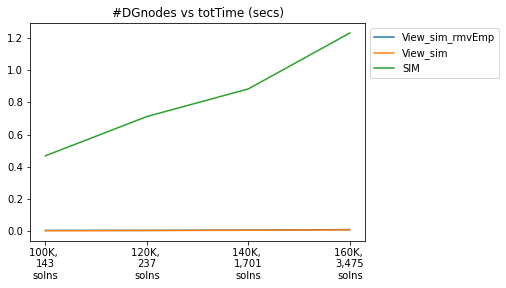 #DGnodes vs totTime (secs)
View_sim_rmvEmp
View_sim
SIM
1.2
1.0
0.8
0.6
0.4
0.2
0.0
100K,
143
solns
120K,
237
solns
140K,
1,701
solns
160K,
3,475
solns